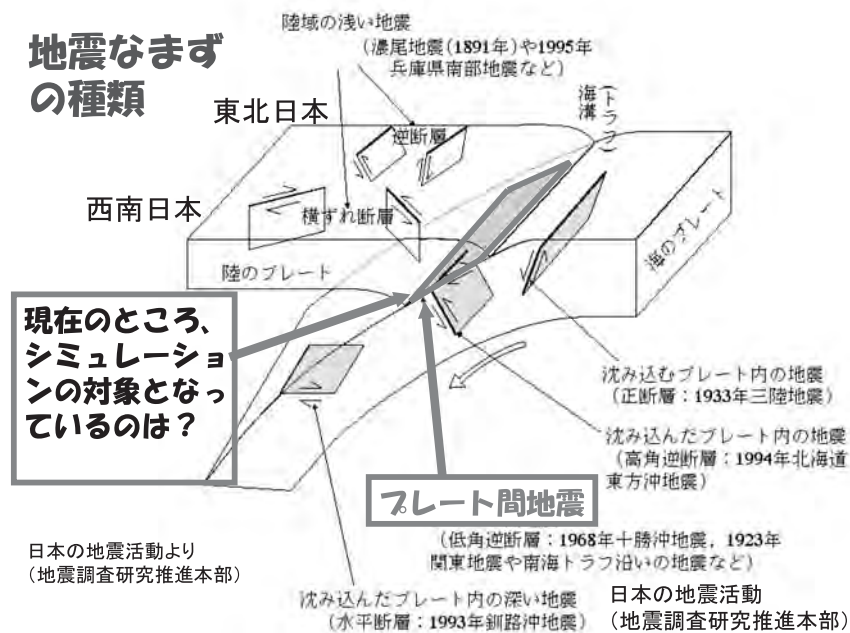 地震なまず
の種類
陸域の浅い地震
(濃尾地震(1891年)や1995年
兵庫県南部地震など)
海溝
(トラフ)
東北日本
逆断層
西南日本
横ずれ断層
陸のプレート
海のプレート
現在のところ、
シミュレーショ
ンの対象となっ
ているのは?
沈み込むプレート内の地震
(正断層:1933年三陸地震)
沈み込んだプレート内の地震
(高角逆断層:1994年北海道
東方沖地震)
プレート間地震
(低角逆断層:1968年十勝沖地震, 1923年
関東地震や南海トラフ沿いの地震など)
日本の地震活動より
(地震調査研究推進本部)
沈み込んだプレート内の深い地震
(水平断層:1993年釧路沖地震)
日本の地震活動
(地震調査研究推進本部)